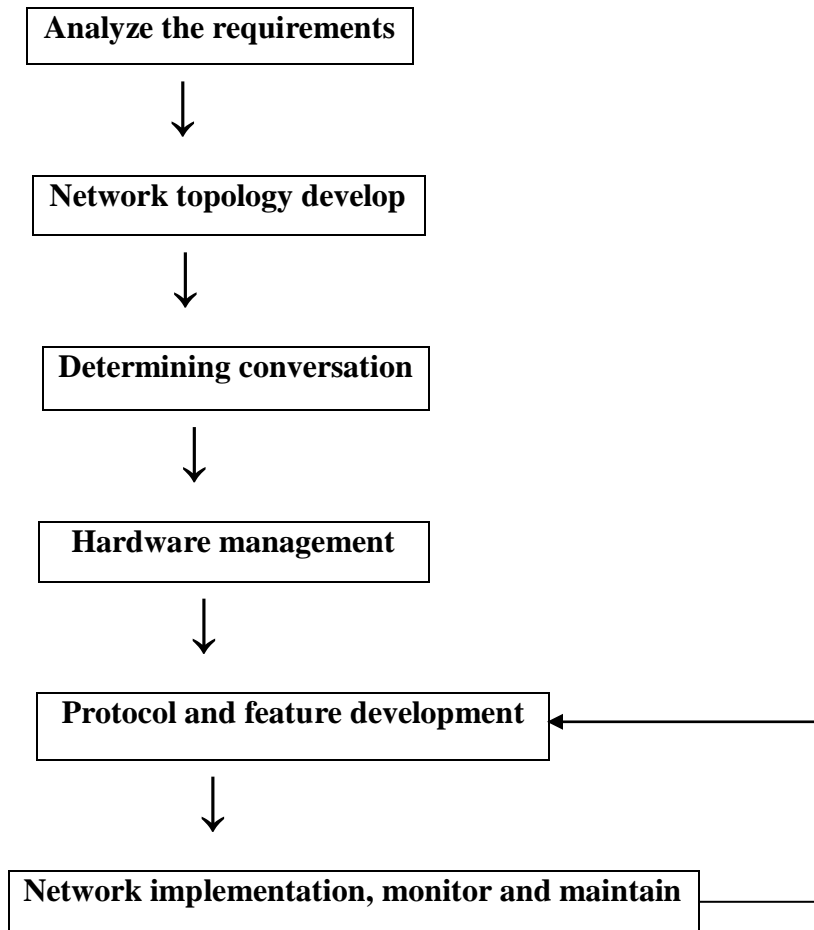 Analyze the requirements
Network topology develop
Determining conversation
Hardware management
Protocol and feature development
Network implementation, monitor and maintain